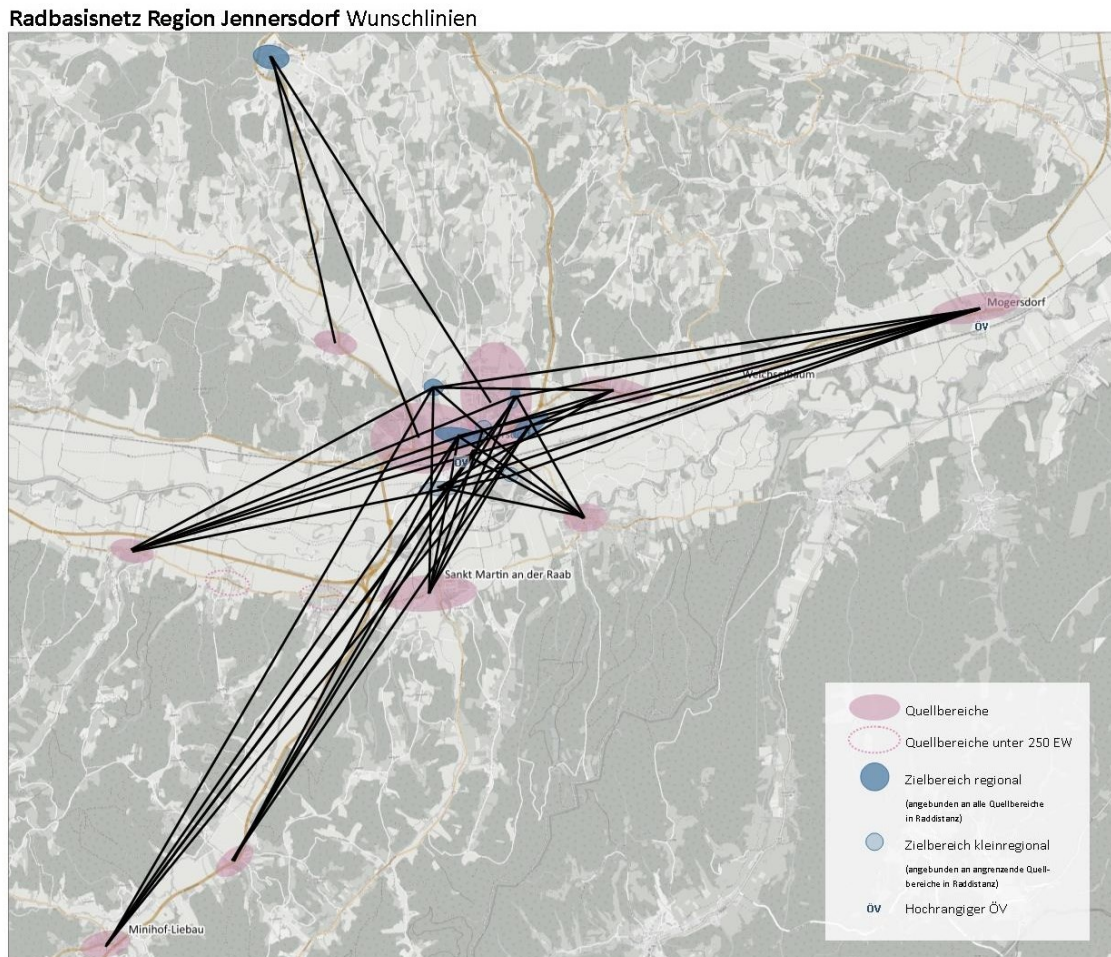 Radbasisnetz Region Jennersdorf Wunschlinien
Mogersdorf
ÖV
Weichselbaum
ÖV
Sankt Martin an der Raab
Minihof-Liebau
Quellbereiche
Quellbereiche unter 250 EW
Zielbereich regional
(angebunden an alle Quellbereiche
in Raddistanz)
Zielbereich kleinregional
(angebunden an angrenzende Quell-
bereiche in Raddistanz)
ÖV Hochrangiger ÖV